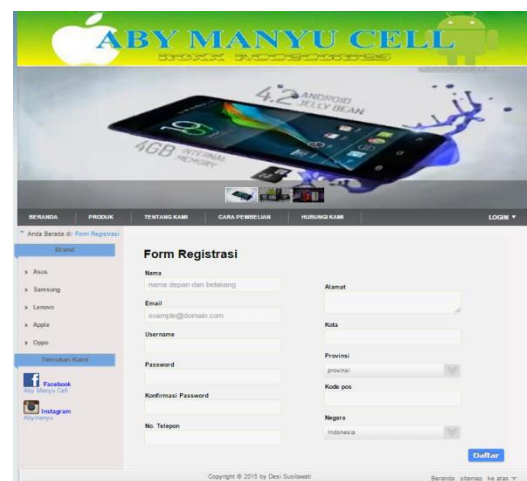 ABY MANYU CELL
4.2 ANDROID
JELLY BEAN
4GB INTERNAL
MEMORY
BERANDA PRODUK TENTANG KAMI CARA PEMBELIAN HUBUNGI KAMI LOGIN
Anda Berada di: Form Registrasi
Brand
Asus
Samsung
Lenovo
Apple
Oppo
Temukan Kami
Facebook
Aby Manyu Cell
Instagram
Abymanyu
Form Registrasi
Nama
nama depan dan belakang
Email
example@domain.com
Username
Password
Konfirmasi Password
No. Telepon
Alamat
Kota
Provinsi
provinsi
Kode pos
Negara
Indonesia
Daftar
Copyright © 2015 by Desi Susilawati
Beranda sitemap ke atas